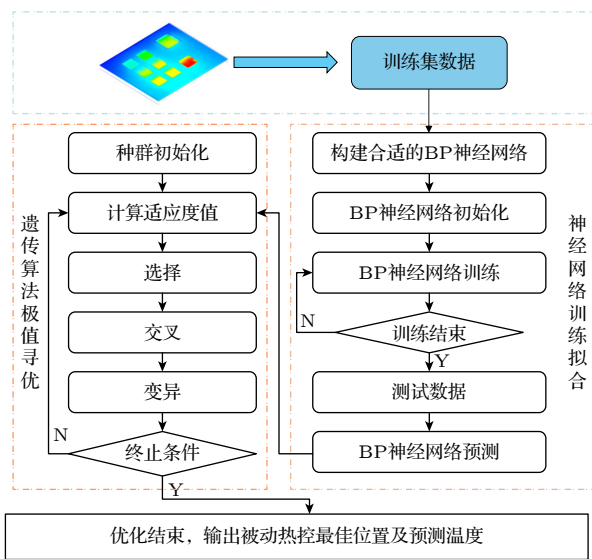 训练集数据
种群初始化
计算适应度值
选择
交叉
变异
终止条件
N
Y
遗传算法极值寻优
构建合适的BP神经网络
BP神经网络初始化
BP神经网络训练
训练结束
N
Y
测试数据
BP神经网络预测
神经网络训练拟合
优化结束，输出被动热控最佳位置及预测温度